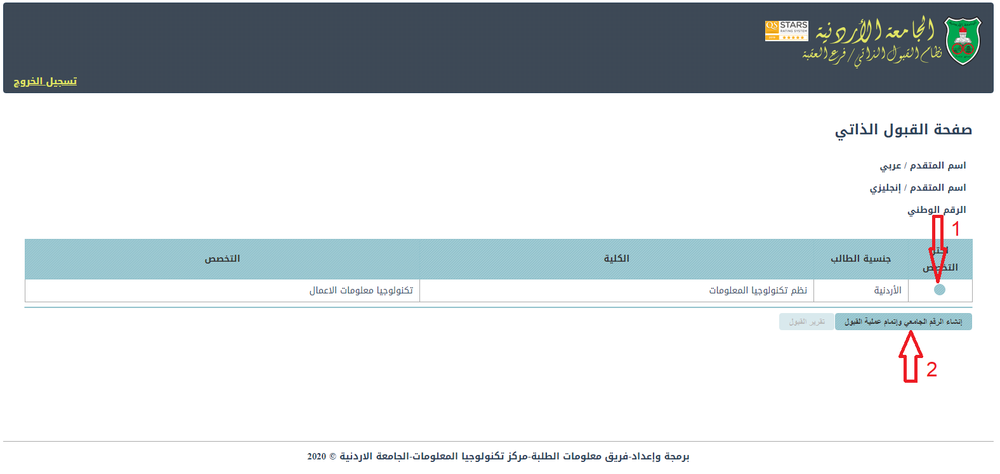 الجامعة الأردنية
QS STARS
RATING SYSTEM
نظام القبول الذاتي / فرع العقبة
تسجيل الخروج
صفحة القبول الذاتي
اسم المتقدم / عربي
اسم المتقدم / إنجليزي
الرقم الوطني
1
اختر التخصص جنسية الطالب الكلية التخصص
الأردنية نظم تكنولوجيا المعلومات تكنولوجيا معلومات الاعمال
إنشاء الرقم الجامعي وإتمام عملية القبول تقرير القبول
2
برمجة وإعداد-فريق معلومات الطلبة-مركز تكنولوجيا المعلومات-الجامعة الاردنية © 2020